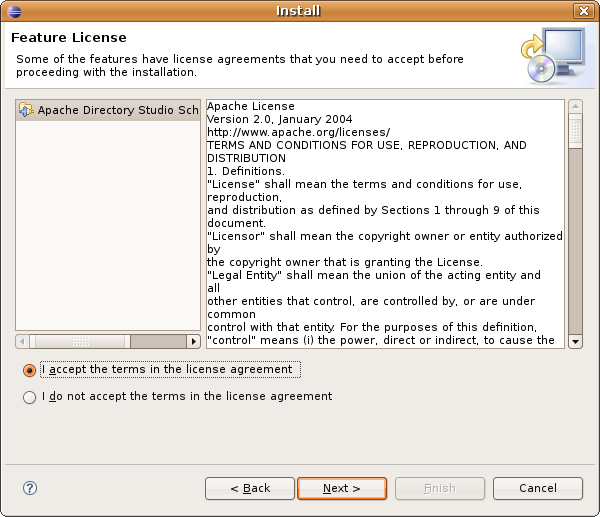 Install
Feature License
Some of the features have license agreements that you need to accept before
proceeding with the installation.
Apache Directory Studio Sch
Apache License
Version 2.0, January 2004
http://www.apache.org/licenses/
TERMS AND CONDITIONS FOR USE, REPRODUCTION, AND
DISTRIBUTION
1. Definitions.
"License" shall mean the terms and conditions for use,
reproduction,
and distribution as defined by Sections 1 through 9 of this
document.
"Licensor" shall mean the copyright owner or entity authorized
by
the copyright owner that is granting the License.
"Legal Entity" shall mean the union of the acting entity and
all
other entities that control, are controlled by, or are under
common
control with that entity. For the purposes of this definition,
"control" means (i) the power, direct or indirect, to cause the
I accept the terms in the license agreement
I do not accept the terms in the license agreement
?
< Back
Next >
Finish
Cancel